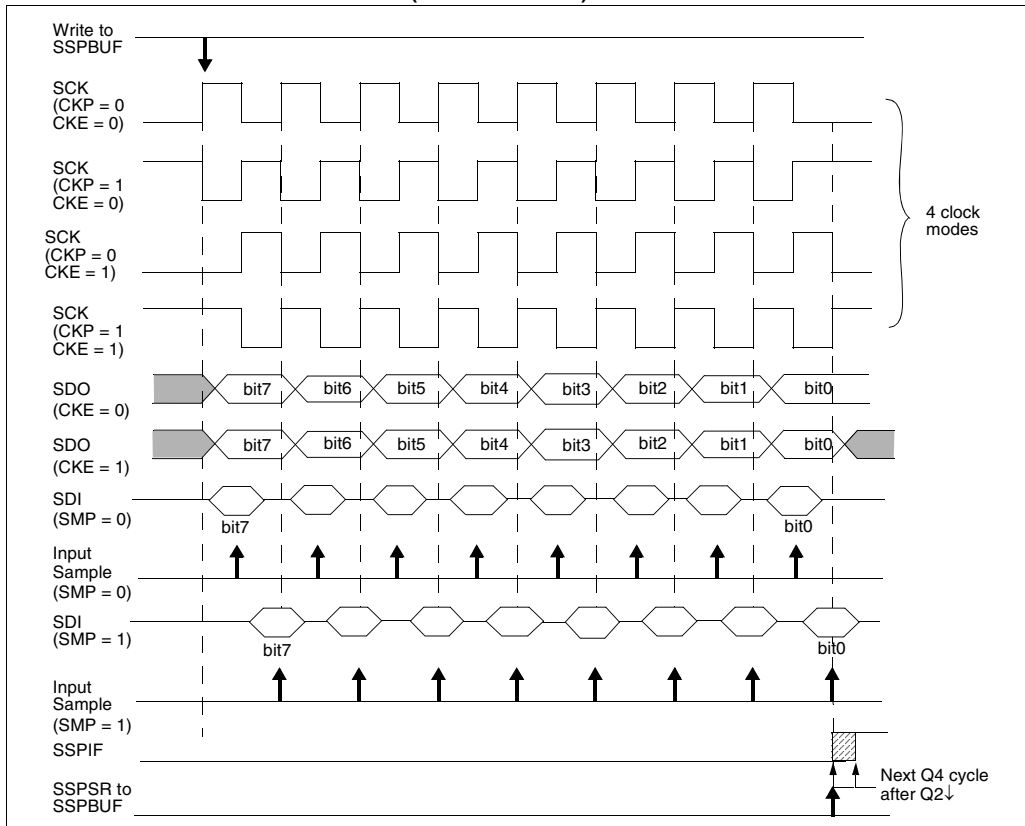 Write to
SSPBUF
SCK
(CKP = 0
CKE = 0)
SCK
(CKP = 1
CKE = 0)
SCK
(CKP = 0
CKE = 1)
SCK
(CKP = 1
CKE = 1)
4 clock
modes
SDO
(CKE = 0)
bit7 bit6 bit5 bit4 bit3 bit2 bit1 bit0
SDO
(CKE = 1)
bit7 bit6 bit5 bit4 bit3 bit2 bit1 bit0
SDI
(SMP = 0)
bit7 bit0
Input
Sample
(SMP = 0)
SDI
(SMP = 1)
bit7 bit0
Input
Sample
(SMP = 1)
SSPIF
Next Q4 cycle
after Q2↓
SSPSR to
SSPBUF